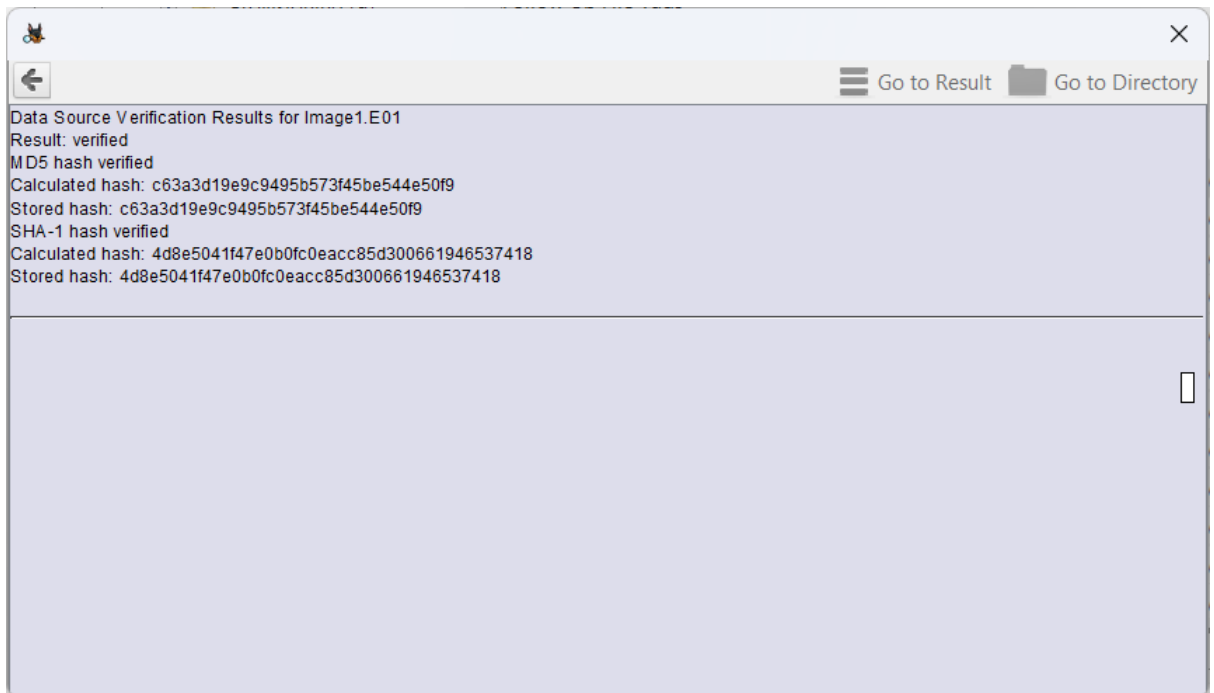 Go to Result Go to Directory
Data Source Verification Results for Image1.E01
Result: verified
MD5 hash verified
Calculated hash: c63a3d19e9c9495b573f45be544e50f9
Stored hash: c63a3d19e9c9495b573f45be544e50f9
SHA-1 hash verified
Calculated hash: 4d8e5041f47e0b0fc0eacc85d300661946537418
Stored hash: 4d8e5041f47e0b0fc0eacc85d300661946537418